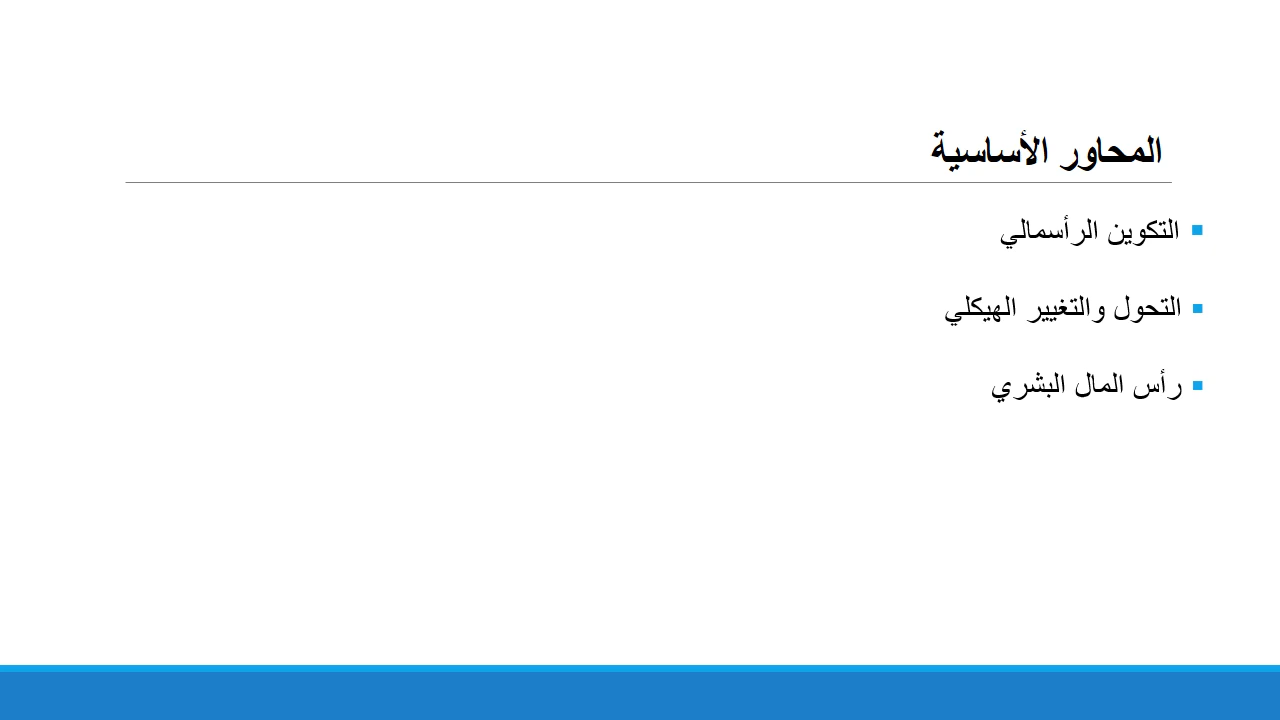 المحاور الأساسية
التكوين الرأسمالي
التحول والتغيير الهيكلي
رأس المال البشري